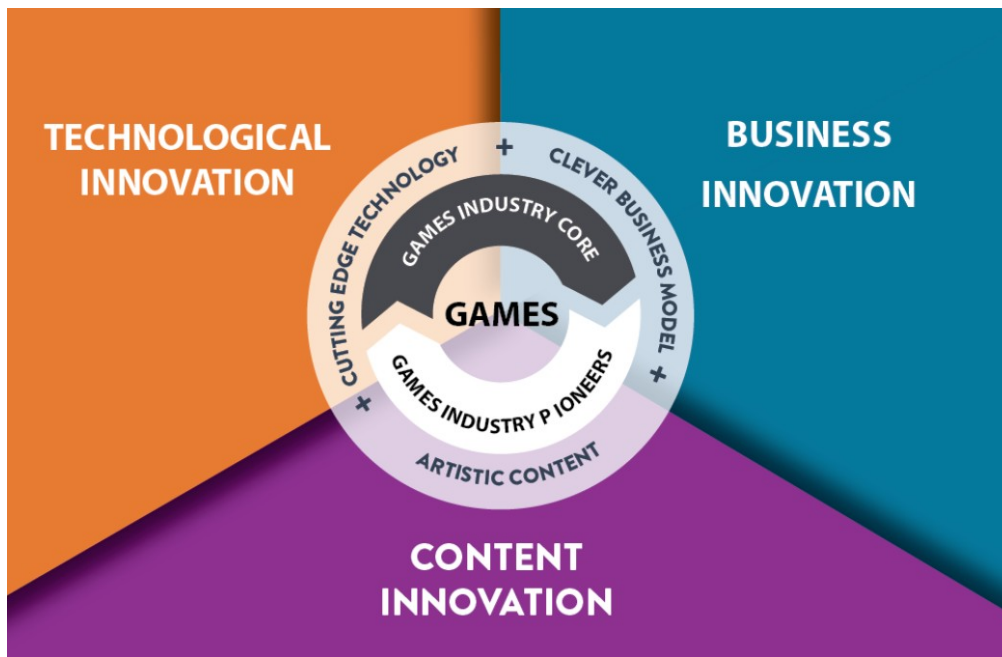 TECHNOLOGICAL
INNOVATION
BUSINESS
INNOVATION
CUTTING EDGE TECHNOLOGY
+
CLEVER BUSINESS MODEL
+
ARTISTIC CONTENT
+
GAMES INDUSTRY CORE
GAMES
GAMES INDUSTRY P IONEERS
CONTENT
INNOVATION